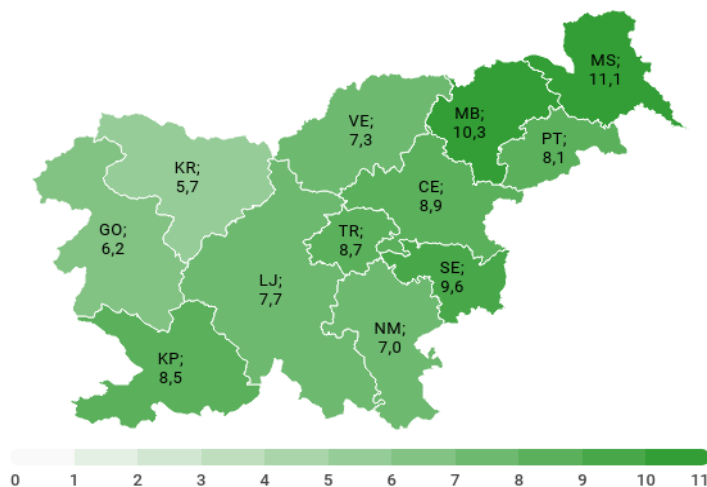 MS;
11,1
MB;
10,3
VE;
7,3
PT;
8,1
KR;
5,7
CE;
8,9
GO;
6,2
TR;
8,7
SE;
9,6
LJ;
7,7
NM;
7,0
KP;
8,5
0 1 2 3 4 5 6 7 8 9 10 11